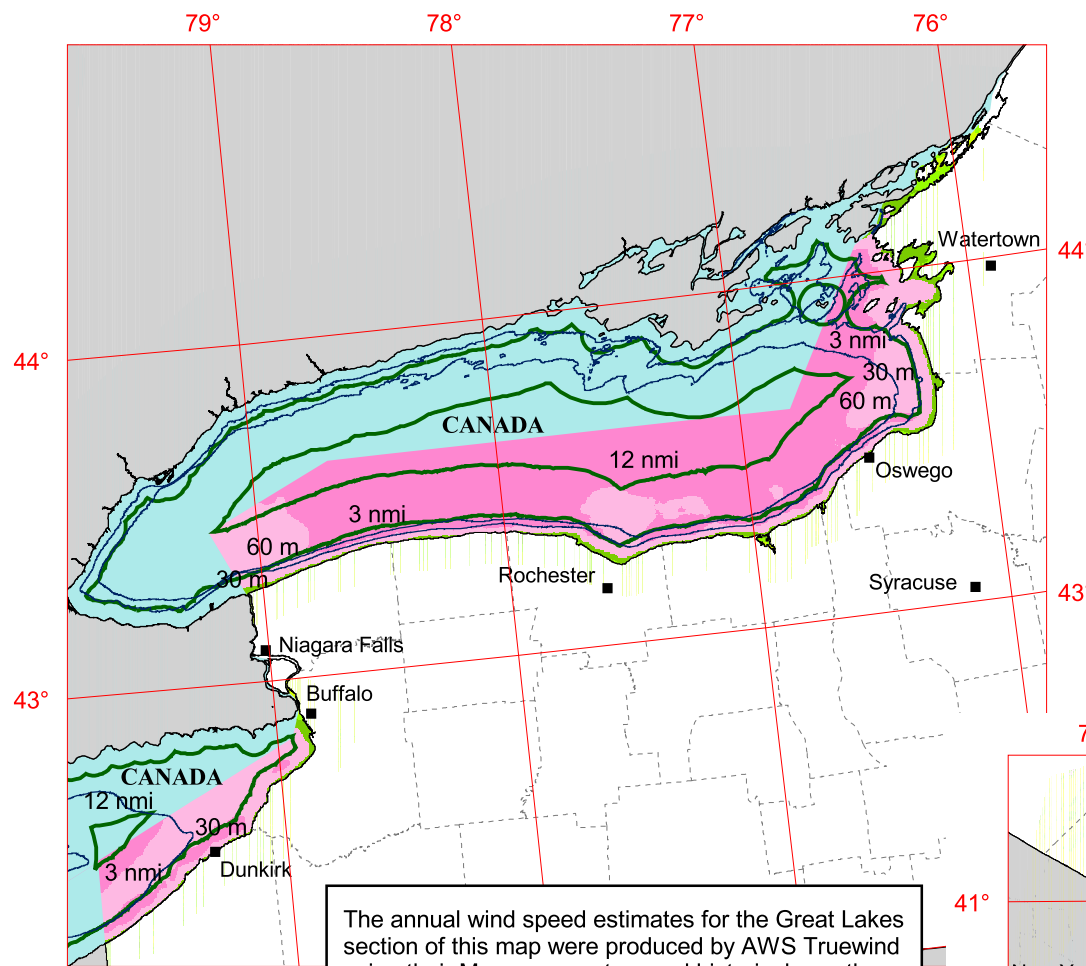 79°
78°
77°
76°
Watertown
44
3 nmi
30 m
44°
60 m
CANADA
12 nmi
Oswego
3 nmi
60 m
Rochester
30 m
Syracuse
43
Niagara Falls
Buffalo
43°
7
CANADA
12 nmi
30 m
3 nmi
Dunkirk
41°
The annual wind speed estimates for the Great Lakes
section of this map were produced by AWS Truewind